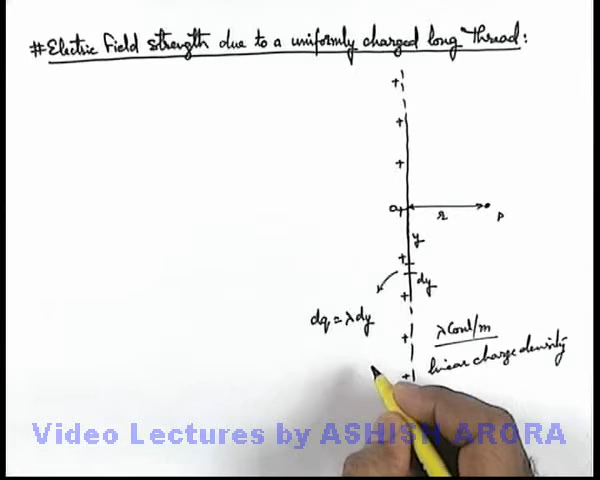 # Electric Field strength due to a uniformly charged long Thread:
+
+
+
O +
r
P
y
+
dy
+
dq = λ dy
λ Coul/m
+
linear charge density
+
Video Lectures by ASHISH ARORA